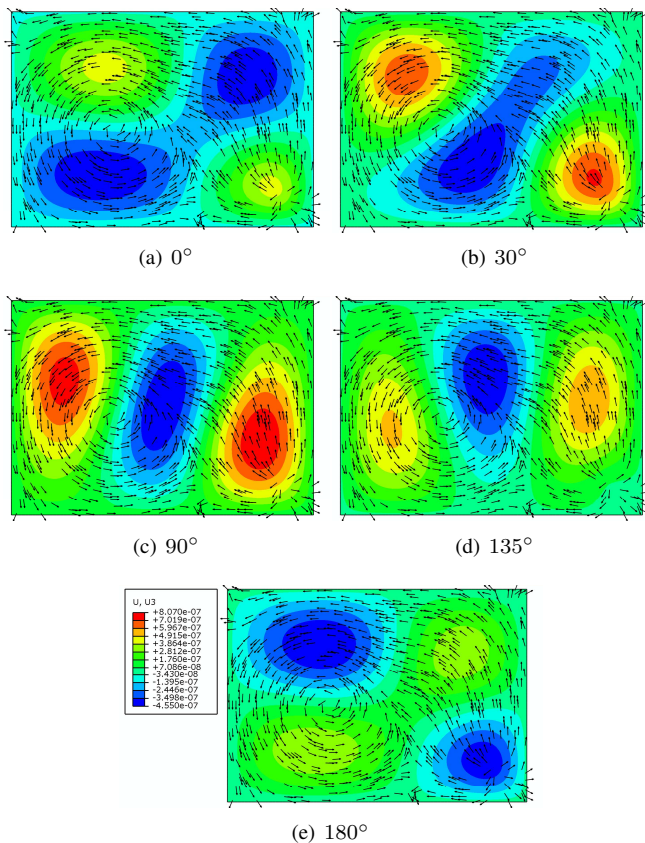 (a) 0°
(b) 30°
(c) 90°
(d) 135°
U, U3
+8.070e-07
+7.019e-07
+5.967e-07
+4.915e-07
+3.864e-07
+2.812e-07
+1.760e-07
+7.086e-08
-3.430e-08
-1.395e-07
-2.446e-07
-3.498e-07
-4.550e-07
(e) 180°